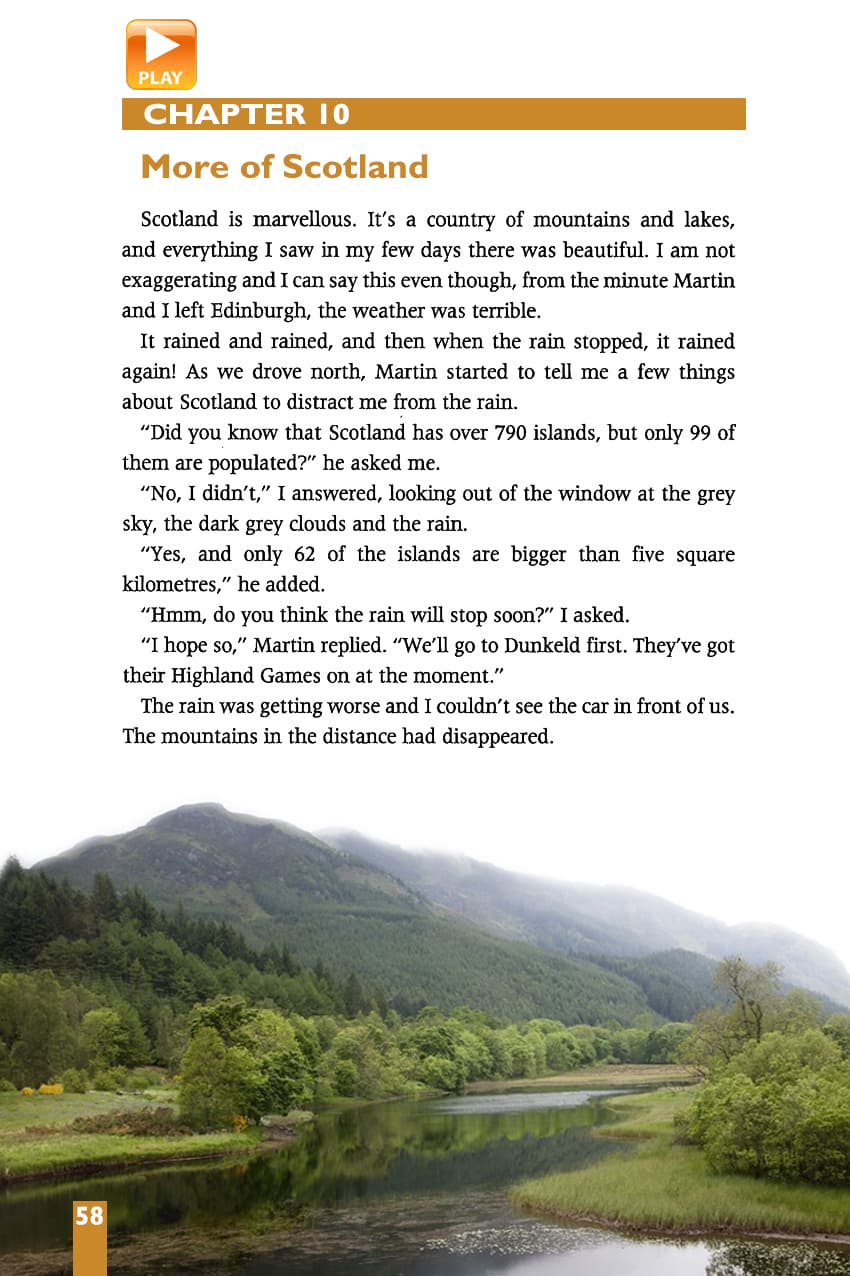 PLAY
CHAPTER 10
More of Scotland
Scotland is marvellous. It's a country of mountains and lakes,
and everything I saw in my few days there was beautiful. I am not
exaggerating and I can say this even though, from the minute Martin
and I left Edinburgh, the weather was terrible.
It rained and rained, and then when the rain stopped, it rained
again! As we drove north, Martin started to tell me a few things
about Scotland to distract me from the rain.
“Did you know that Scotland has over 790 islands, but only 99 of
them are populated?” he asked me.
“No, I didn't,” I answered, looking out of the window at the grey
sky, the dark grey clouds and the rain.
“Yes, and only 62 of the islands are bigger than five square
kilometres,” he added.
“Hmm, do you think the rain will stop soon?” I asked.
“I hope so,” Martin replied. “We'll go to Dunkeld first. They've got
their Highland Games on at the moment.”
The rain was getting worse and I couldn't see the car in front of us.
The mountains in the distance had disappeared.
58